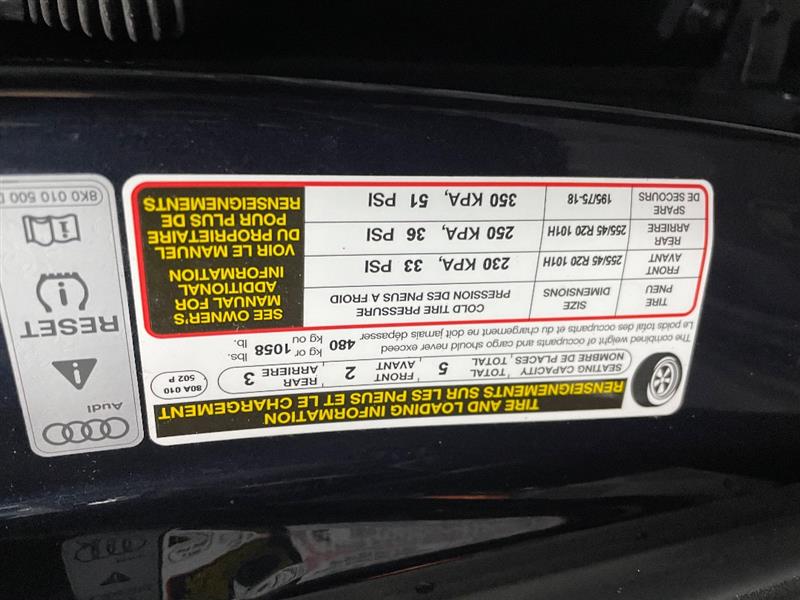 TIRE AND LOADING INFORMATION
RENSEIGNEMENTS SUR LES PNEUS ET LE CHARGEMENT
SEATING CAPACITY TOTAL 5 FRONT 2 REAR 3
NOMBRE DE PLACES TOTAL AVANT ARRIERE
80A 010
502 P
The combined weight of occupants and cargo should never exceed 480 kg or 1058 lbs.
Le poids total des occupants et du chargement ne doit jamais dépasser kg ou lb.
TIRE SIZE COLD TIRE PRESSURE
PNEU DIMENSIONS PRESSION DES PNEUS A FROID
FRONT 255/45 R20 101H 230 KPA, 33 PSI
AVANT
REAR 255/45 R20 101H 250 KPA, 36 PSI
ARRIERE
SPARE 195/75-18 350 KPA, 51 PSI
DE SECOURS
SEE OWNER'S
MANUAL FOR
ADDITIONAL
INFORMATION
VOIR LE MANUEL
DU PROPRIETAIRE
POUR PLUS DE
RENSEIGNEMENTS
Audi
RESET
8K0 010 500